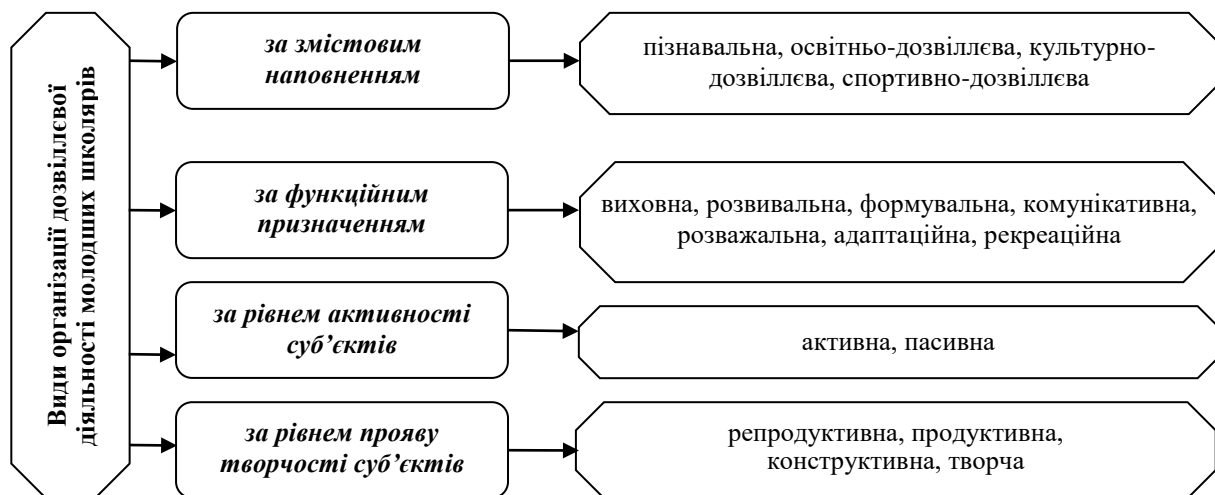 Види організації дозвіллєвої
діяльності молодших школярів
за змістовим
наповненням
пізнавальна, освітньо-дозвіллєва, культурно-
дозвіллєва, спортивно-дозвіллєва
за функційним
призначенням
виховна, розвивальна, формувальна, комунікативна,
розважальна, адаптаційна, рекреаційна
за рівнем активності
суб’єктів
активна, пасивна
за рівнем прояву
творчості суб’єктів
репродуктивна, продуктивна,
конструктивна, творча